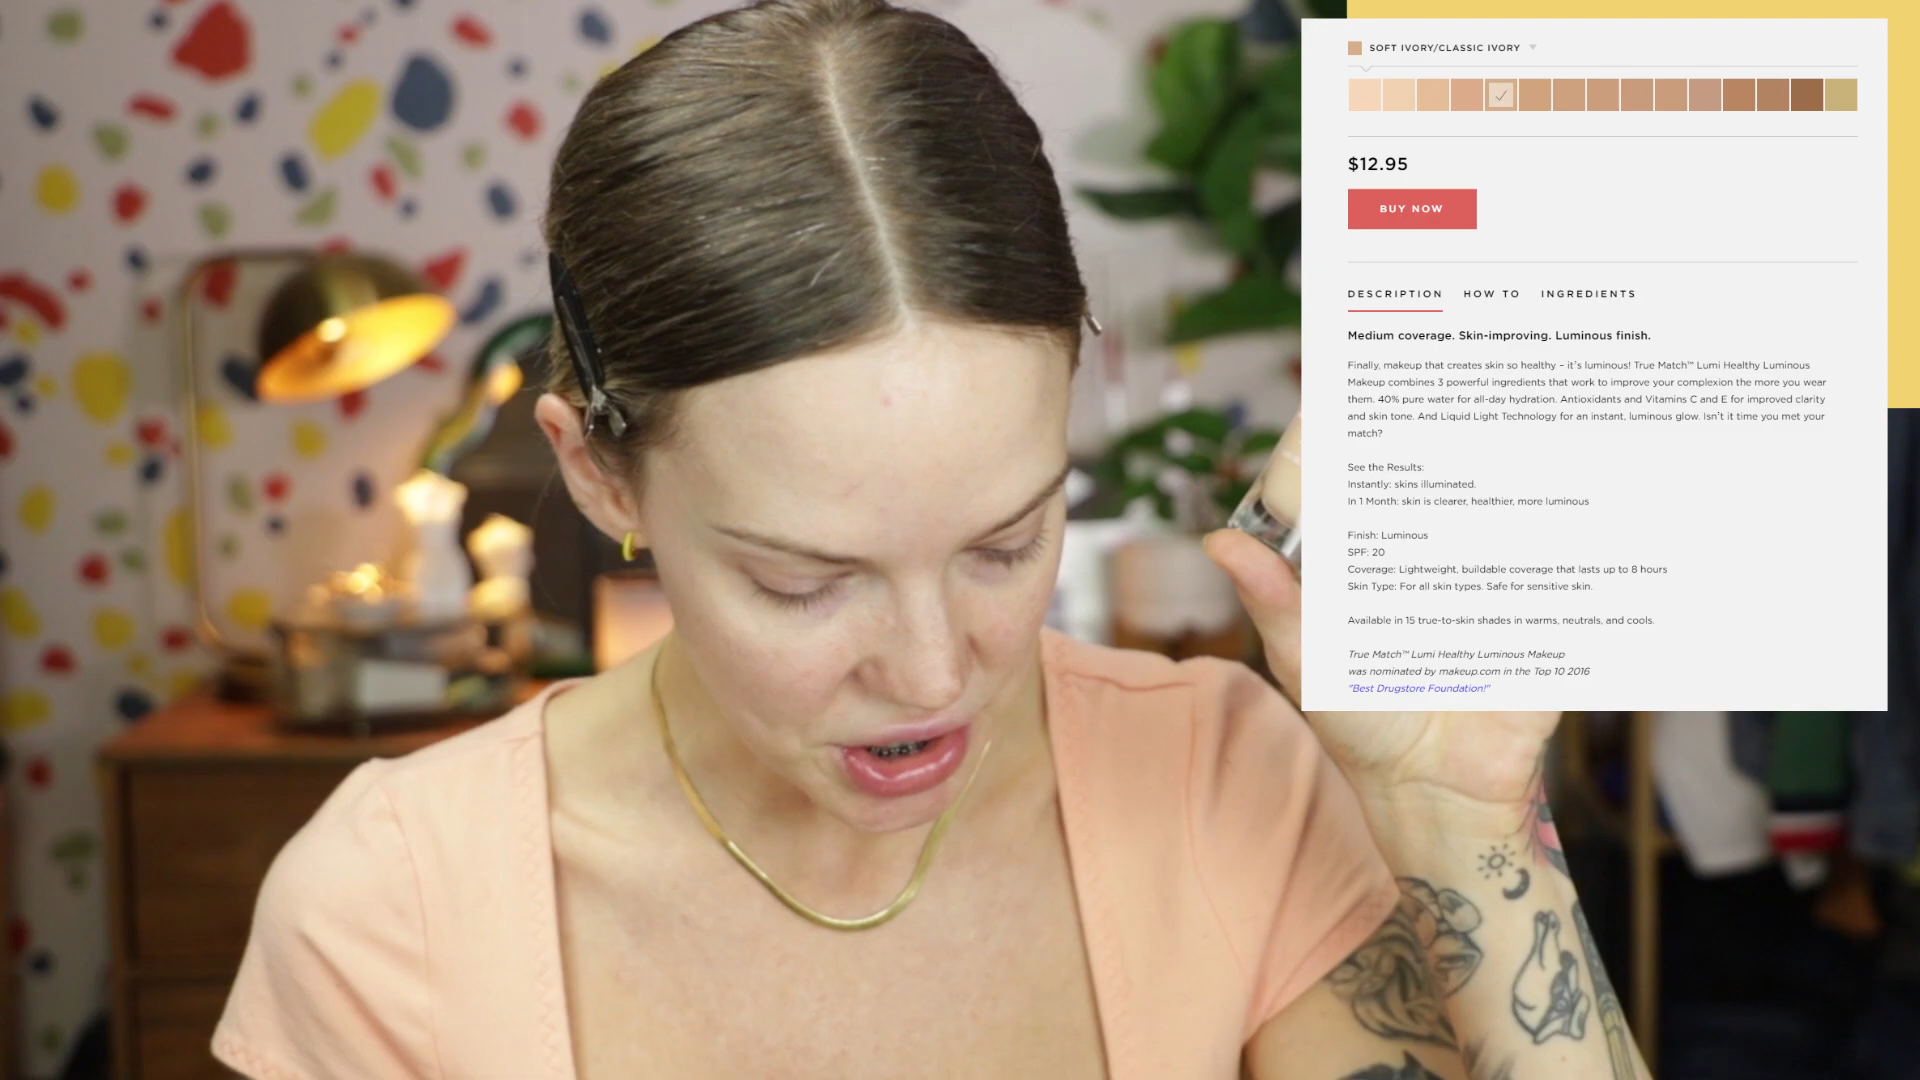 SOFT IVORY/CLASSIC IVORY
$12.95
BUY NOW
DESCRIPTION HOW TO INGREDIENTS
Medium coverage. Skin-improving. Luminous finish.
Finally, makeup that creates skin so healthy – it's luminous! True Match™ Lumi Healthy Luminous
Makeup combines 3 powerful ingredients that work to improve your complexion the more you wear
them. 40% pure water for all-day hydration. Antioxidants and Vitamins C and E for improved clarity
and skin tone. And Liquid Light Technology for an instant, luminous glow. Isn't it time you met your
match?
See the Results:
Instantly: skins illuminated.
In 1 Month: skin is clearer, healthier, more luminous
Finish: Luminous
SPF: 20
Coverage: Lightweight, buildable coverage that lasts up to 8 hours
Skin Type: For all skin types. Safe for sensitive skin.
Available in 15 true-to-skin shades in warms, neutrals, and cools.
True Match™ Lumi Healthy Luminous Makeup
was nominated by makeup.com in the Top 10 2016
"Best Drugstore Foundation!"